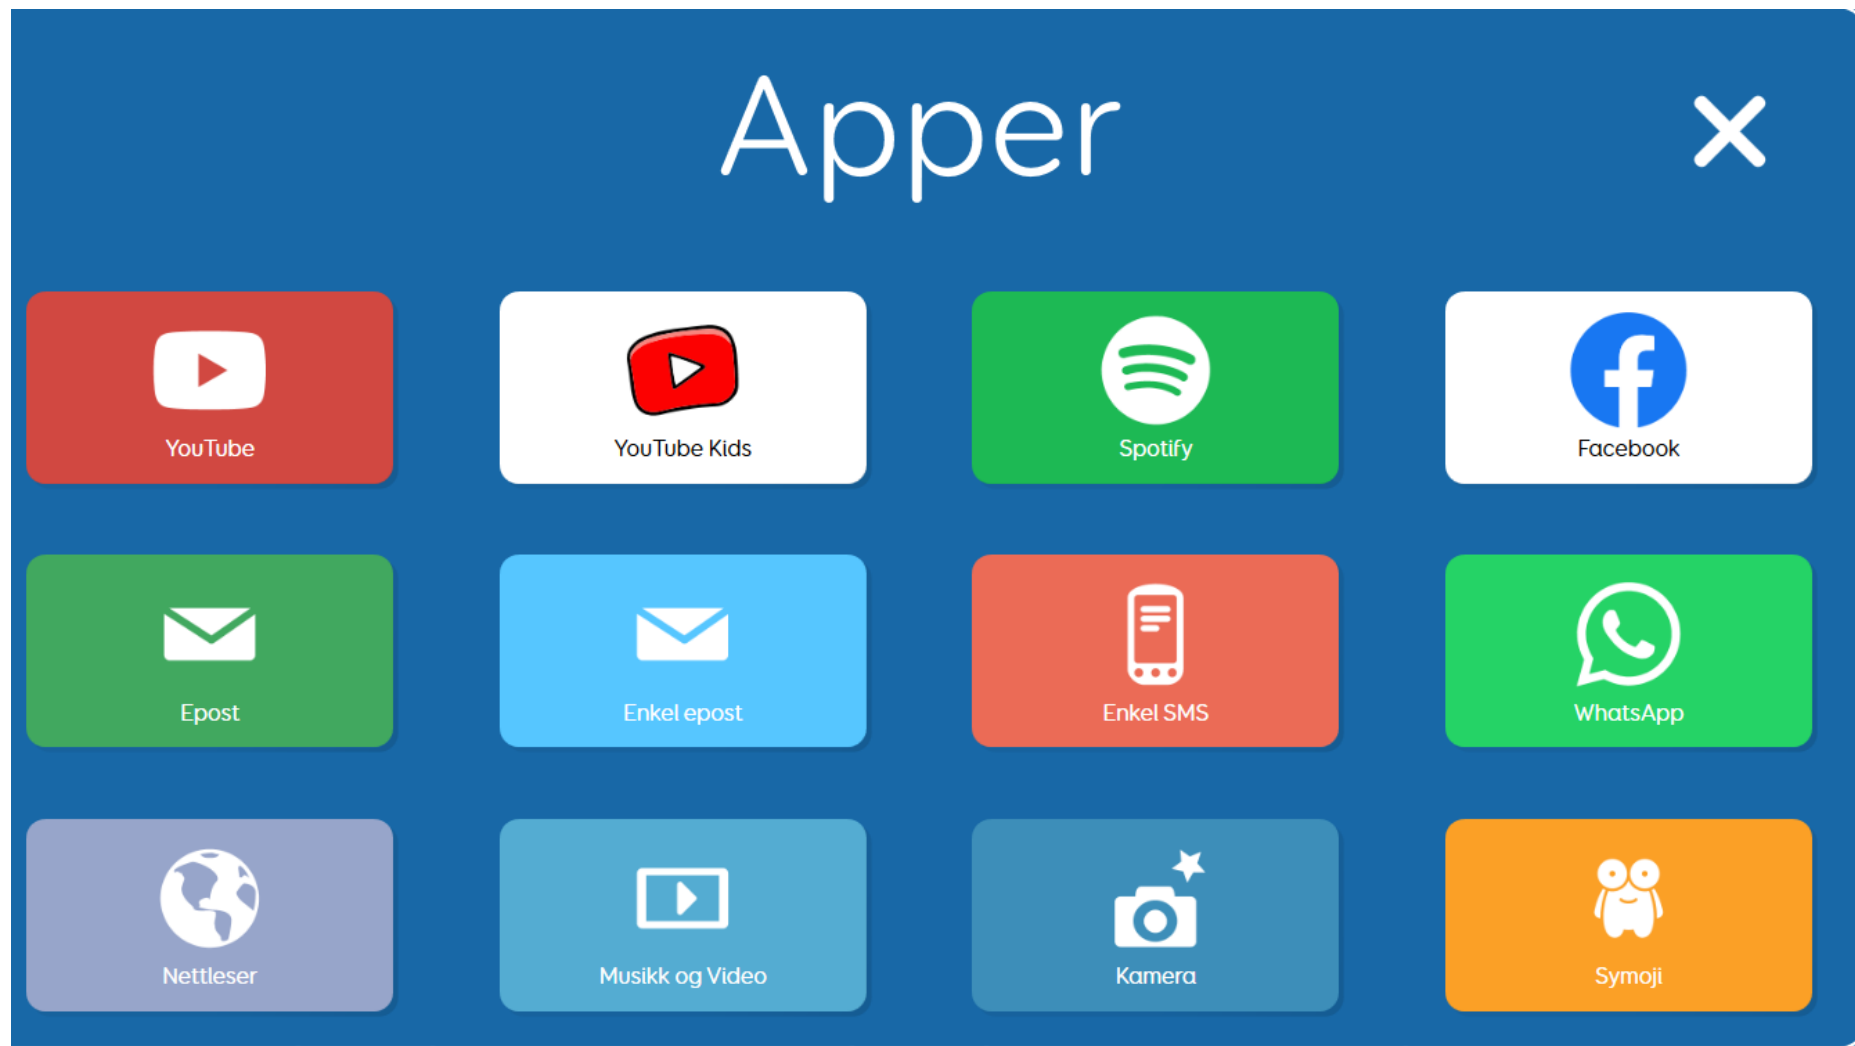 Apper
YouTube
YouTube Kids
Spotify
Facebook
Epost
Enkel epost
Enkel SMS
WhatsApp
Nettleser
Musikk og Video
Kamera
Symoji